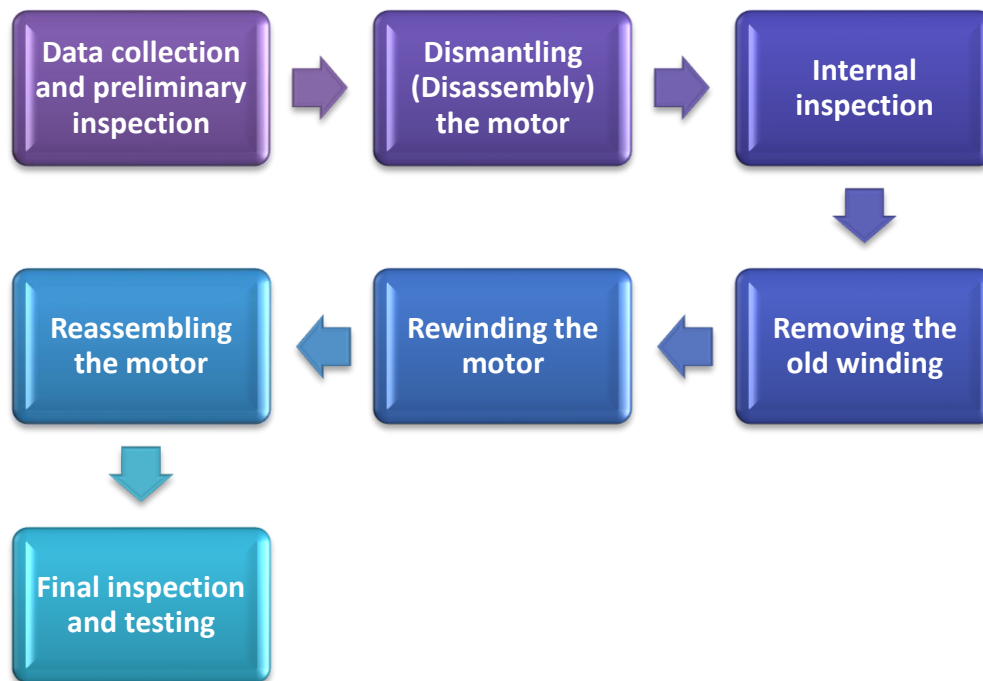 Data collection
and preliminary
inspection
Dismantling
(Disassembly)
the motor
Internal
inspection
Removing the
old winding
Rewinding the
motor
Reassembling
the motor
Final inspection
and testing